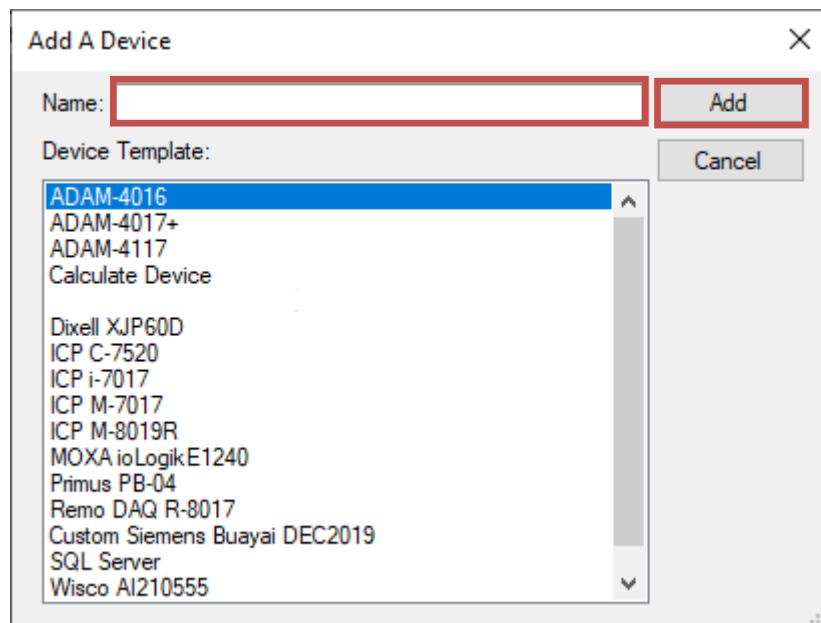 Add A Device
Name:
Add
Device Template:
Cancel
ADAM-4016
ADAM-4017+
ADAM-4117
Calculate Device
Dixell XJP60D
ICP C-7520
ICP i-7017
ICP M-7017
ICP M-8019R
MOXA ioLogikE1240
Primus PB-04
Remo DAQ R-8017
Custom Siemens Buayai DEC2019
SQL Server
Wisco AI210555